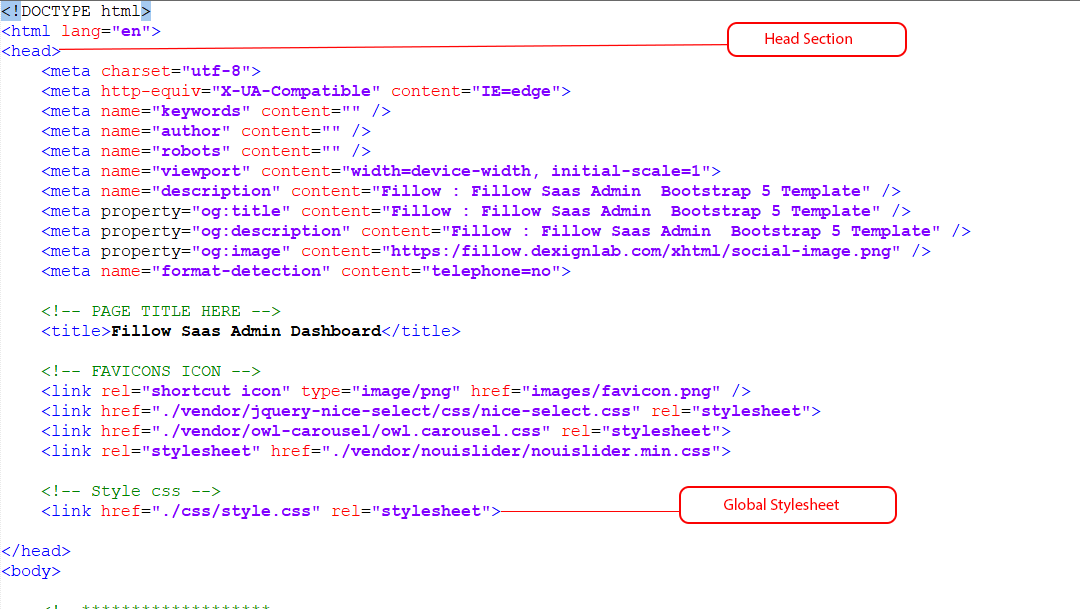 <!DOCTYPE html>
<html lang="en">
<head>
Head Section
<meta charset="utf-8">
<meta http-equiv="X-UA-Compatible" content="IE=edge">
<meta name="keywords" content="" />
<meta name="author" content="" />
<meta name="robots" content="" />
<meta name="viewport" content="width=device-width, initial-scale=1">
<meta name="description" content="Fillow : Fillow Saas Admin  Bootstrap 5 Template" />
<meta property="og:title" content="Fillow : Fillow Saas Admin  Bootstrap 5 Template" />
<meta property="og:description" content="Fillow : Fillow Saas Admin  Bootstrap 5 Template" />
<meta property="og:image" content="https:/fillow.dexignlab.com/xhtml/social-image.png" />
<meta name="format-detection" content="telephone=no">
<!-- PAGE TITLE HERE -->
<title>Fillow Saas Admin Dashboard</title>
<!-- FAVICONS ICON -->
<link rel="shortcut icon" type="image/png" href="images/favicon.png" />
<link href="./vendor/jquery-nice-select/css/nice-select.css" rel="stylesheet">
<link href="./vendor/owl-carousel/owl.carousel.css" rel="stylesheet">
<link rel="stylesheet" href="./vendor/nouislider/nouislider.min.css">
<!-- Style css -->
<link href="./css/style.css" rel="stylesheet">
Global Stylesheet
</head>
<body>